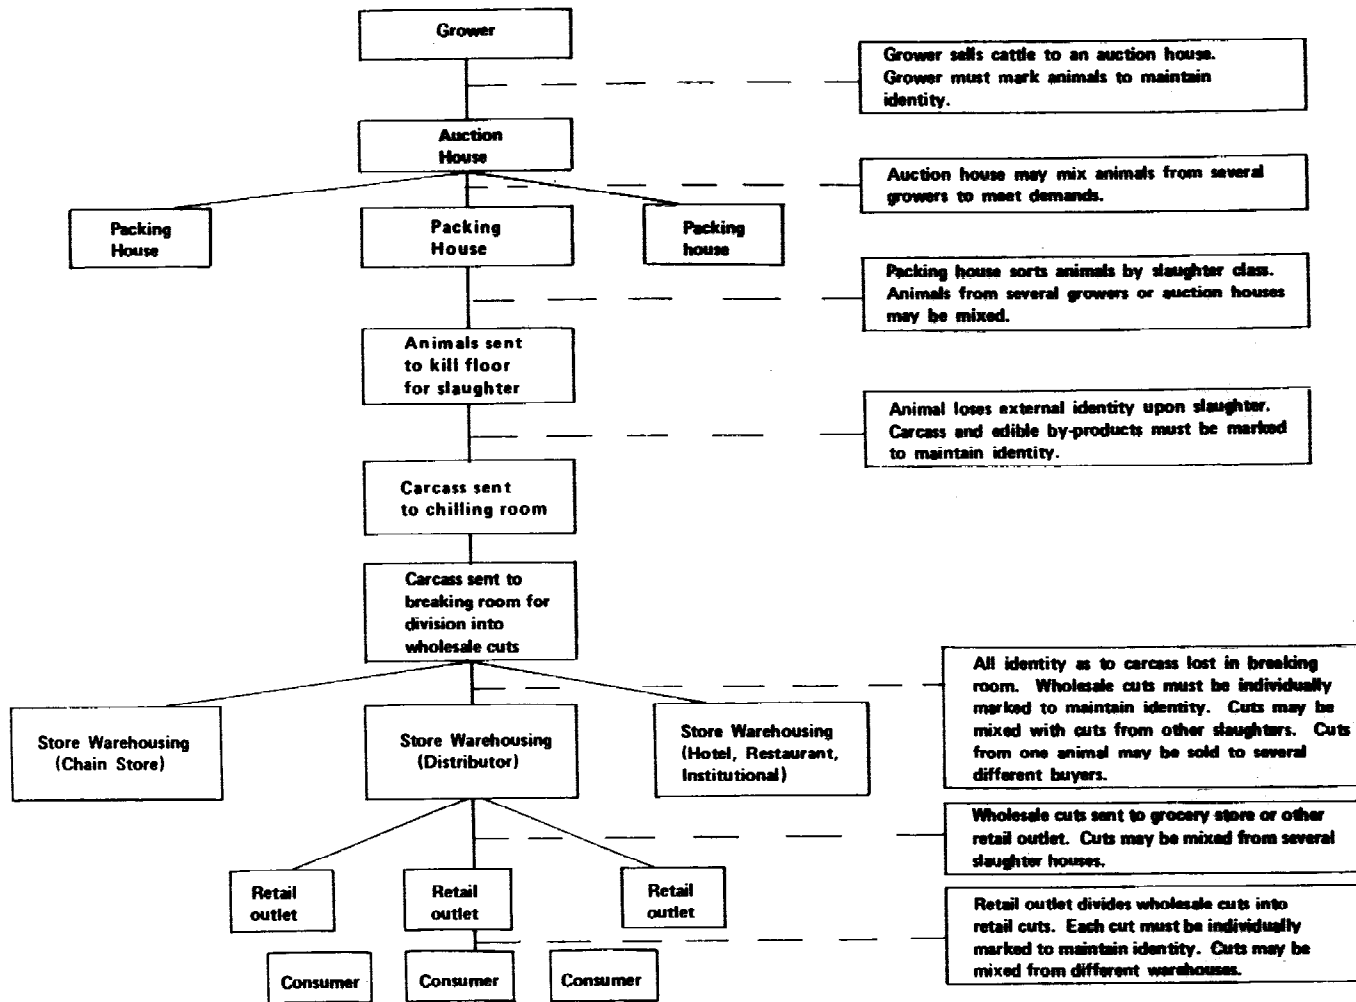 Grower
Grower sells cattle to an auction house.
Grower must mark animals to maintain
identity.
Auction
House
Auction house may mix animals from several
growers to meet demands.
Packing
House
Packing
House
Packing
house
Packing house sorts animals by slaughter class.
Animals from several growers or auction houses
may be mixed.
Animals sent
to kill floor
for slaughter
Animal loses external identity upon slaughter.
Carcass and edible by-products must be marked
to maintain identity.
Carcass sent
to chilling room
Carcass sent to
breaking room for
division into
wholesale cuts
All identity as to carcass lost in breaking
room. Wholesale cuts must be individually
marked to maintain identity. Cuts may be
mixed with cuts from other slaughters. Cuts
from one animal may be sold to several
different buyers.
Store Warehousing
(Chain Store)
Store Warehousing
(Distributor)
Store Warehousing
(Hotel, Restaurant,
Institutional)
Wholesale cuts sent to grocery store or other
retail outlet. Cuts may be mixed from several
slaughter houses.
Retail
outlet
Retail
outlet
Retail
outlet
Retail outlet divides wholesale cuts into
retail cuts. Each cut must be individually
marked to maintain identity. Cuts may be
mixed from different warehouses.
Consumer
Consumer
Consumer